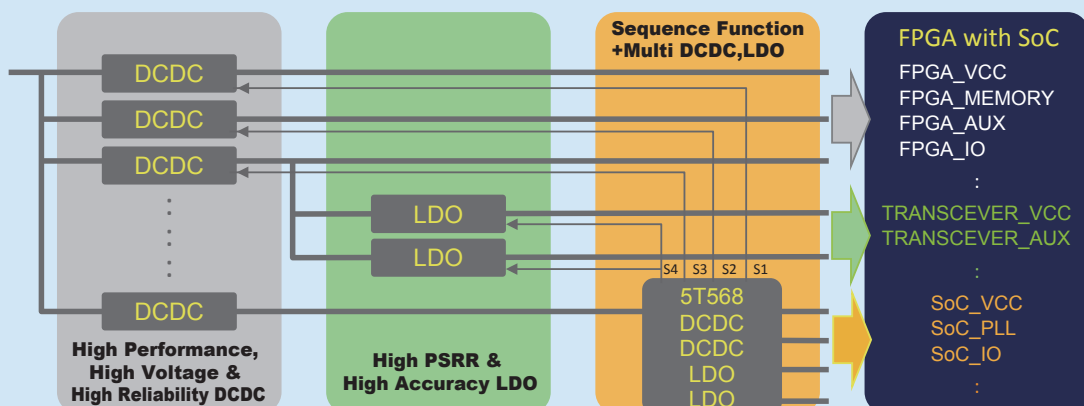 DCDC
DCDC
DCDC
DCDC
High Performance,
High Voltage &
High Reliability DCDC
LDO
LDO
High PSRR &
High Accuracy LDO
Sequence Function
+Multi DCDC,LDO
S4 S3 S2 S1
5T568
DCDC
DCDC
LDO
LDO
FPGA with SoC
FPGA_VCC
FPGA_MEMORY
FPGA_AUX
FPGA_IO
:
TRANSCEVER_VCC
TRANSCEVER_AUX
:
SoC_VCC
SoC_PLL
SoC_IO
: